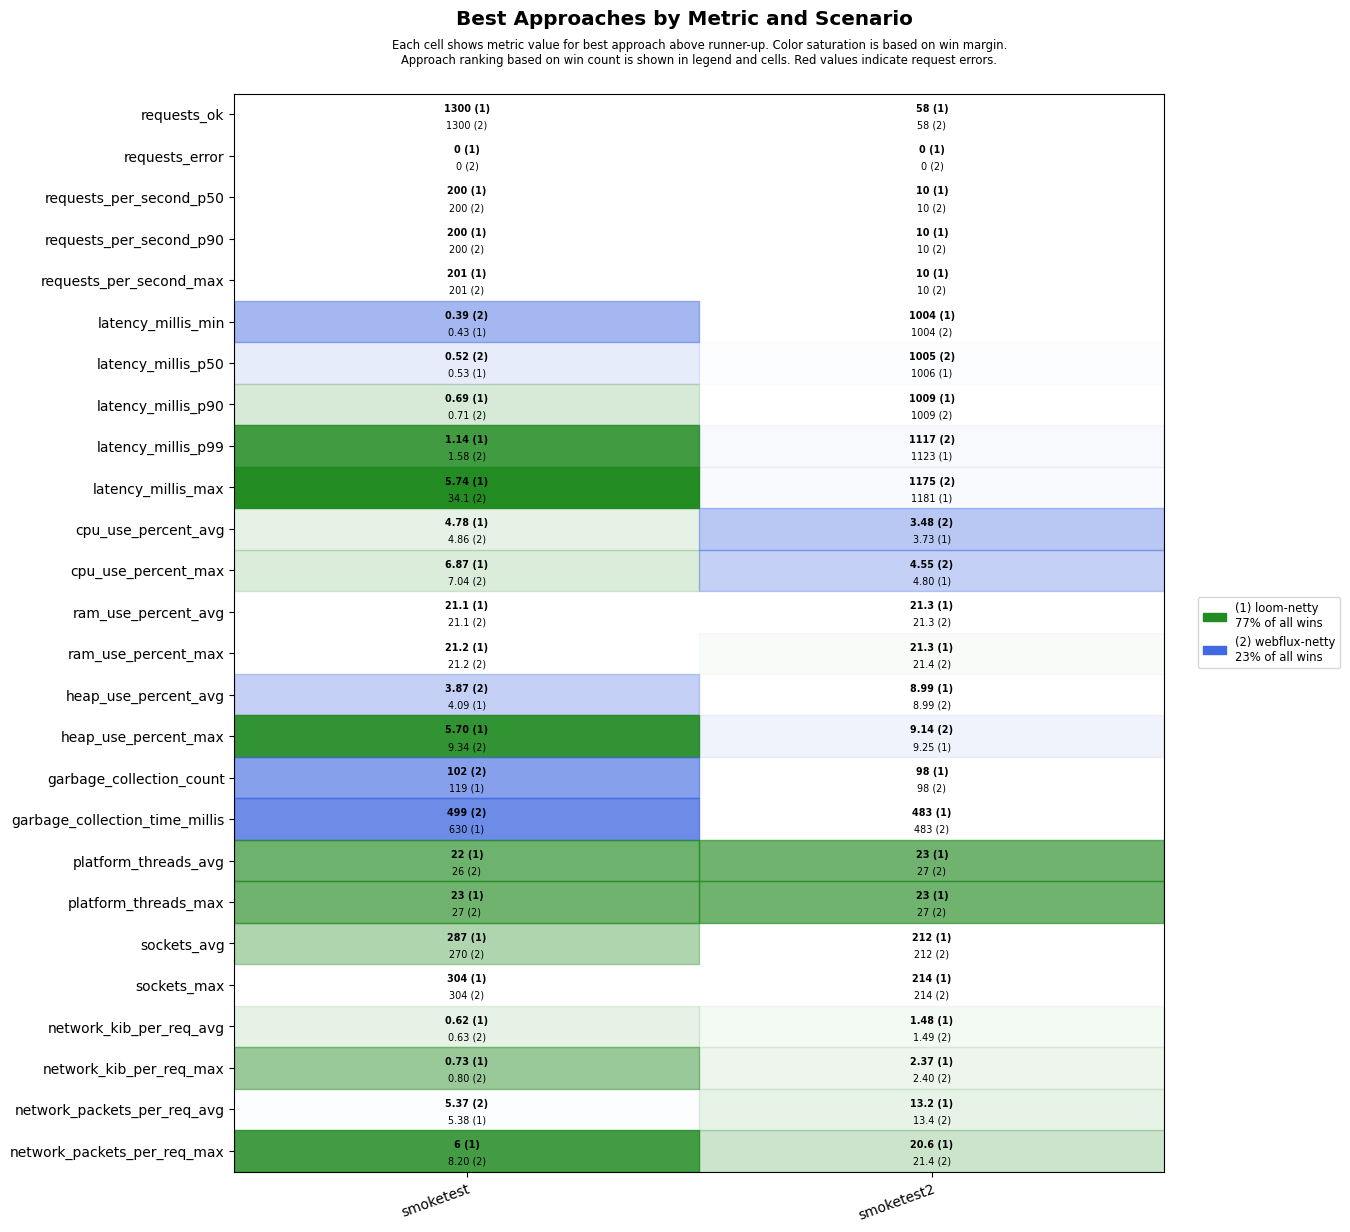 Best Approaches by Metric and Scenario
Each cell shows metric value for best approach above runner-up. Color saturation is based on win margin.
Approach ranking based on win count is shown in legend and cells. Red values indicate request errors.
requests_ok
1300 (1)
1300 (2)
58 (1)
58 (2)
requests_error
0 (1)
0 (2)
0 (1)
0 (2)
requests_per_second_p50
200 (1)
200 (2)
10 (1)
10 (2)
requests_per_second_p90
200 (1)
200 (2)
10 (1)
10 (2)
requests_per_second_max
201 (1)
201 (2)
10 (1)
10 (2)
latency_millis_min
0.39 (2)
0.43 (1)
1004 (1)
1004 (2)
latency_millis_p50
0.52 (2)
0.53 (1)
1005 (2)
1006 (1)
latency_millis_p90
0.69 (1)
0.71 (2)
1009 (1)
1009 (2)
latency_millis_p99
1.14 (1)
1.58 (2)
1117 (2)
1123 (1)
latency_millis_max
5.74 (1)
34.1 (2)
1175 (2)
1181 (1)
cpu_use_percent_avg
4.78 (1)
4.86 (2)
3.48 (2)
3.73 (1)
cpu_use_percent_max
6.87 (1)
7.04 (2)
4.55 (2)
4.80 (1)
ram_use_percent_avg
21.1 (1)
21.1 (2)
21.3 (1)
21.3 (2)
ram_use_percent_max
21.2 (1)
21.2 (2)
21.3 (1)
21.4 (2)
heap_use_percent_avg
3.87 (2)
4.09 (1)
8.99 (1)
8.99 (2)
heap_use_percent_max
5.70 (1)
9.34 (2)
9.14 (2)
9.25 (1)
garbage_collection_count
102 (2)
119 (1)
98 (1)
98 (2)
garbage_collection_time_millis
499 (2)
630 (1)
483 (1)
483 (2)
platform_threads_avg
22 (1)
26 (2)
23 (1)
27 (2)
platform_threads_max
23 (1)
27 (2)
23 (1)
27 (2)
sockets_avg
287 (1)
270 (2)
212 (1)
212 (2)
sockets_max
304 (1)
304 (2)
214 (1)
214 (2)
network_kib_per_req_avg
0.62 (1)
0.63 (2)
1.48 (1)
1.49 (2)
network_kib_per_req_max
0.73 (1)
0.80 (2)
2.37 (1)
2.40 (2)
network_packets_per_req_avg
5.37 (2)
5.38 (1)
13.2 (1)
13.4 (2)
network_packets_per_req_max
6 (1)
8.20 (2)
20.6 (1)
21.4 (2)
smoketest
smoketest2
(1) loom-netty
77% of all wins
(2) webflux-netty
23% of all wins